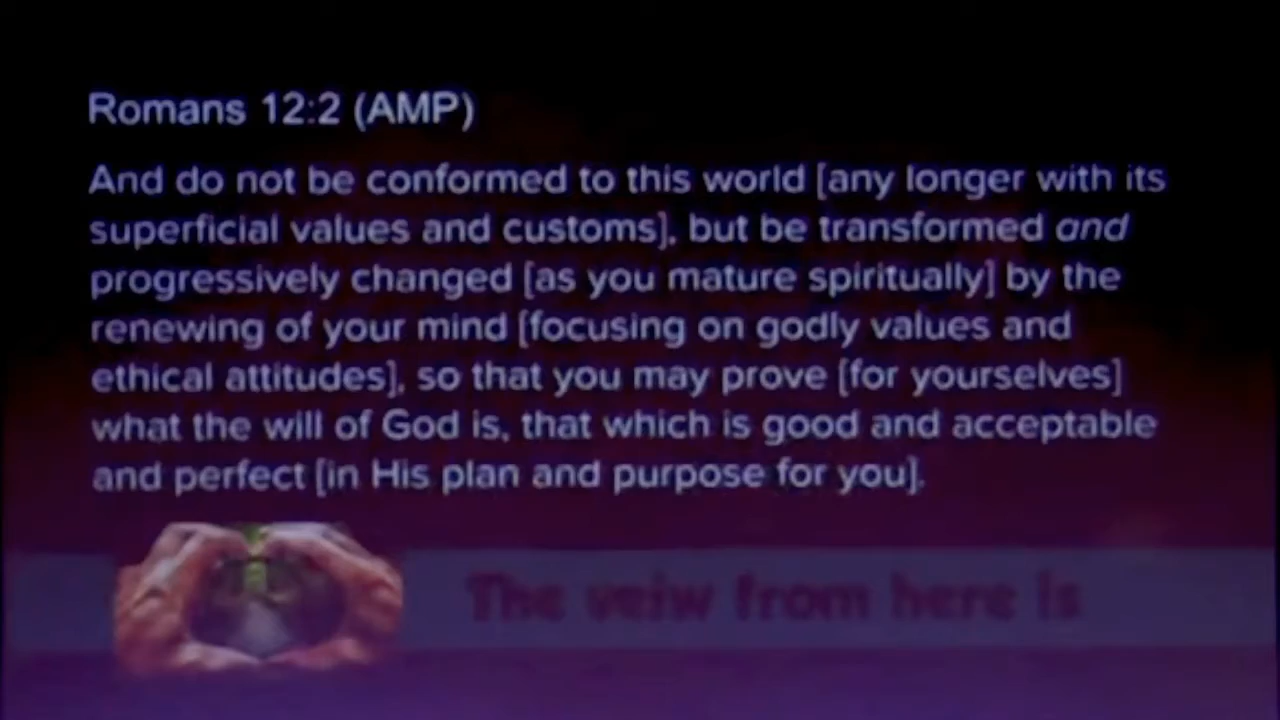 Romans 12:2 (AMP)
And do not be conformed to this world [any longer with its
superficial values and customs], but be transformed and
progressively changed [as you mature spiritually] by the
renewing of your mind [focusing on godly values and
ethical attitudes], so that you may prove [for yourselves]
what the will of God is, that which is good and acceptable
and perfect [in His plan and purpose for you].
The veiw from here is